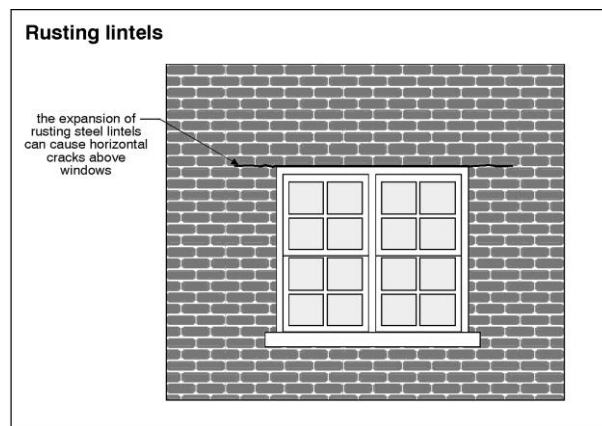 Rusting lintels
the expansion of
rusting steel lintels
can cause horizontal
cracks above
windows